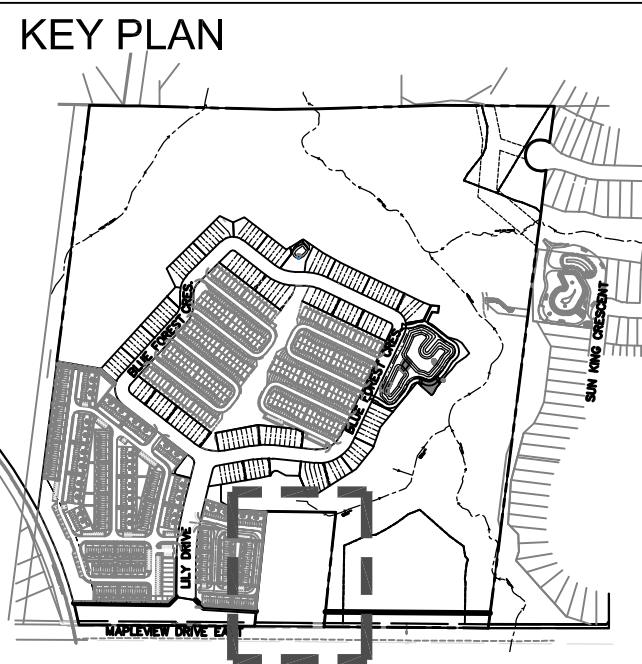 KEY PLAN
BLUE FOREST CRES.
BLUE FOREST CRES.
SUN KING CRESCENT
LILY DRIVE
MAPLEVIEW DRIVE EAST